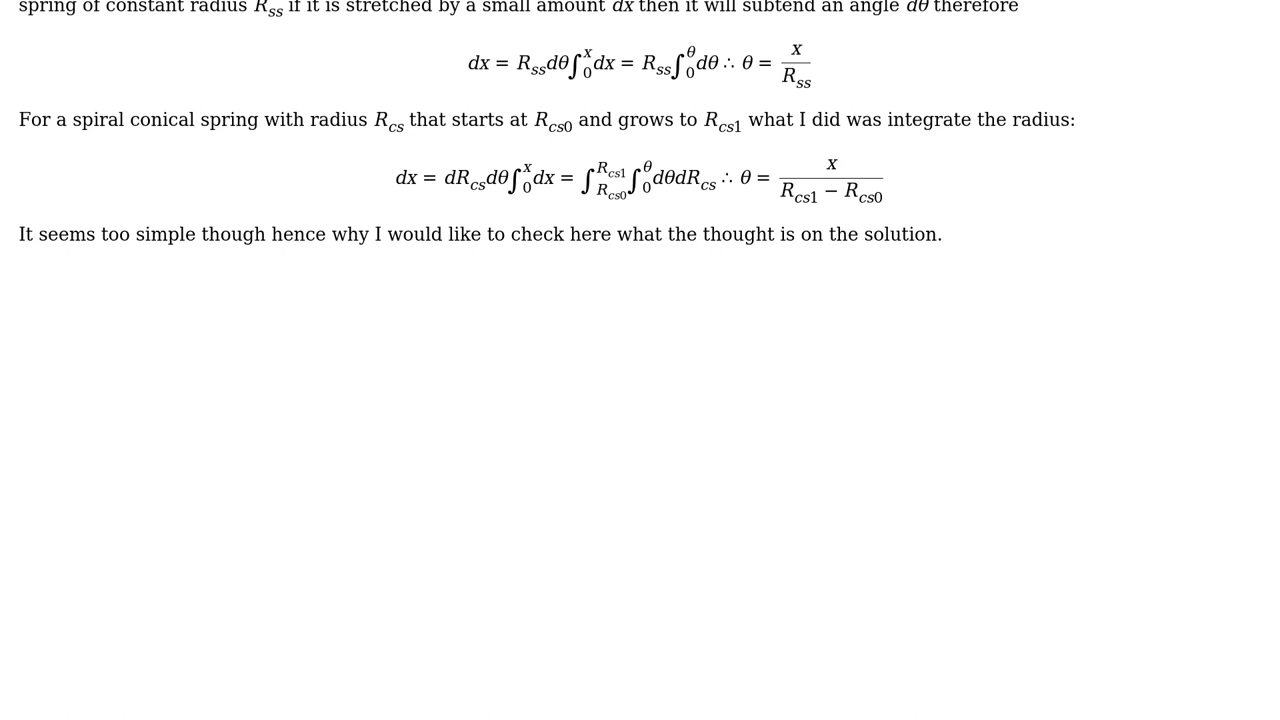 spring of constant radius R_ss if it is stretched by a small amount dx then it will subtend an angle dθ therefore
dx = R_ss dθ ∫_0^x dx = R_ss ∫_0^θ dθ ∴ θ = x / R_ss
For a spiral conical spring with radius R_cs that starts at R_cs0 and grows to R_cs1 what I did was integrate the radius:
dx = dR_cs dθ ∫_0^x dx = ∫_{R_cs0}^{R_cs1} ∫_0^θ dθ dR_cs ∴ θ = x / (R_cs1 − R_cs0)
It seems too simple though hence why I would like to check here what the thought is on the solution.